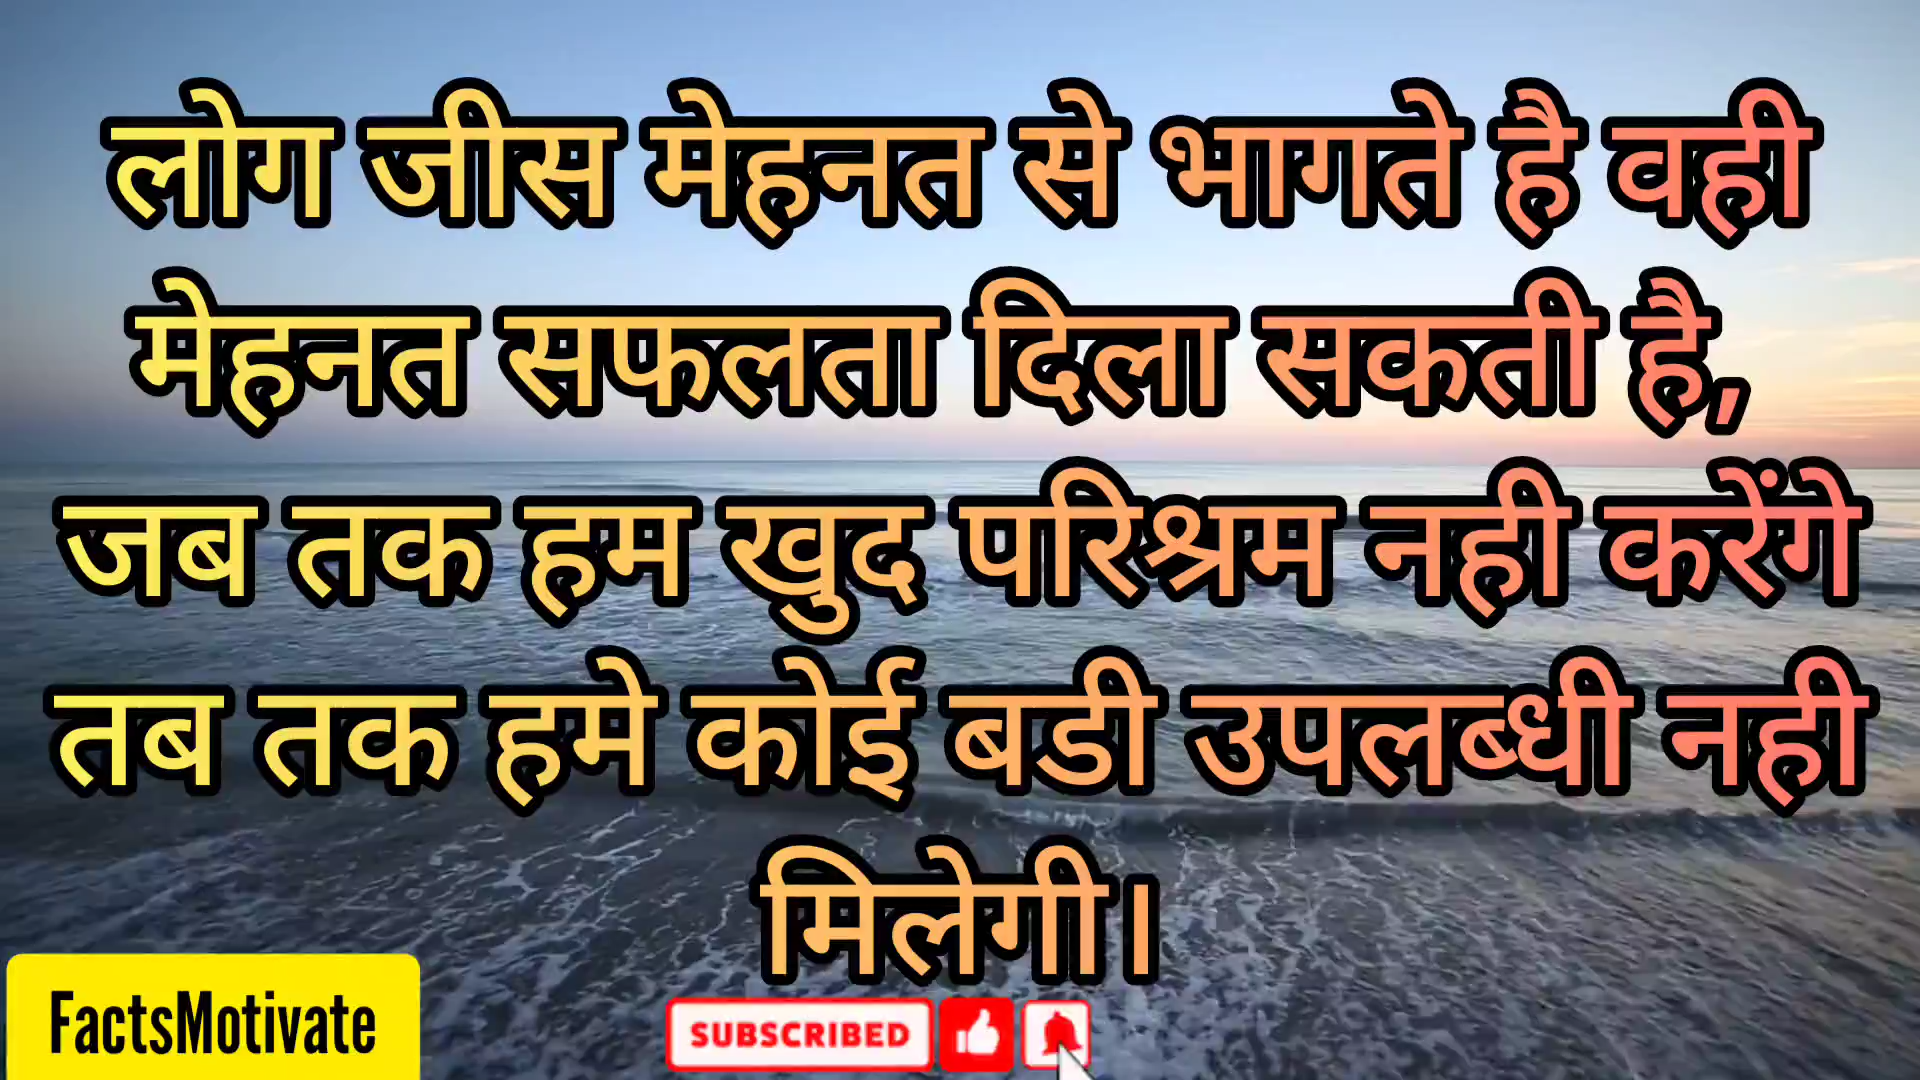 लोग जीस मेहनत से भागते है वही
मेहनत सफलता दिला सकती है,
जब तक हम खुद परिश्रम नही करेंगे
तब तक हमे कोई बडी उपलब्धी नही
मिलेगी।
FactsMotivate
SUBSCRIBED